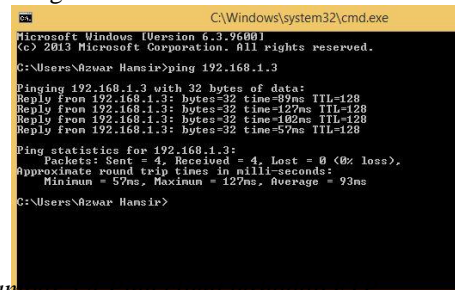 C:\Windows\system32\cmd.exe
Microsoft Windows [Version 6.3.9600]
(c) 2013 Microsoft Corporation. All rights reserved.
C:\Users\Azwar Hamsir>ping 192.168.1.3
Pinging 192.168.1.3 with 32 bytes of data:
Reply from 192.168.1.3: bytes=32 time=89ms TTL=128
Reply from 192.168.1.3: bytes=32 time=127ms TTL=128
Reply from 192.168.1.3: bytes=32 time=102ms TTL=128
Reply from 192.168.1.3: bytes=32 time=57ms TTL=128
Ping statistics for 192.168.1.3:
Packets: Sent = 4, Received = 4, Lost = 0 (0% loss),
Approximate round trip times in milli-seconds:
Minimum = 57ms, Maximum = 127ms, Average = 93ms
C:\Users\Azwar Hamsir>